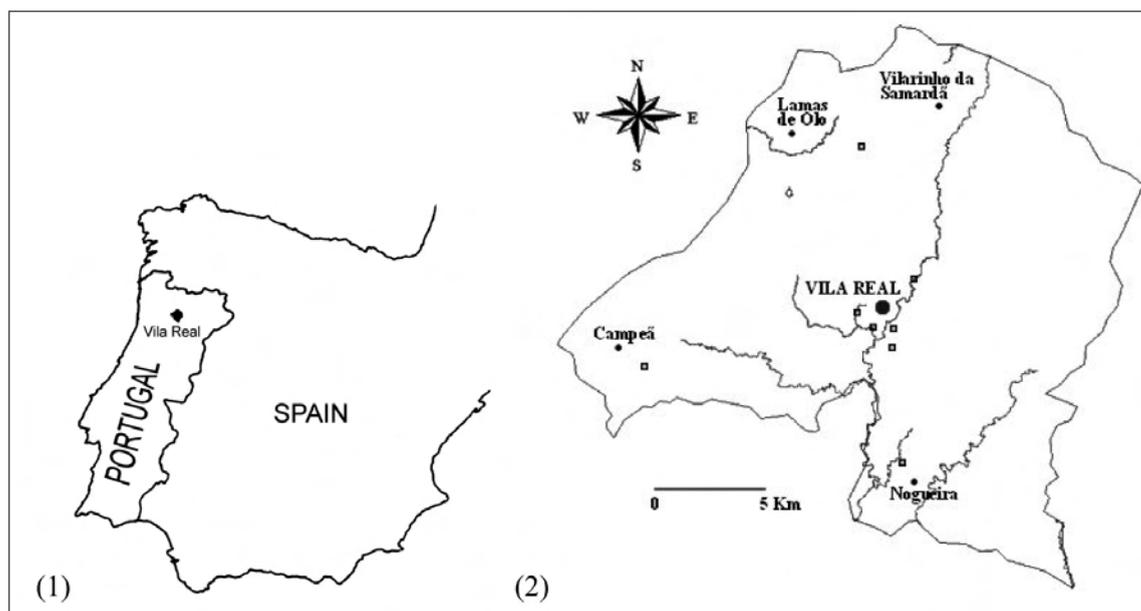 Vila Real
PORTUGAL
SPAIN
(1)
N
W
E
S
Lamas
de Olo
Vilarinho da
Samardã
VILA REAL
Campeã
Nogueira
0
5 Km
(2)